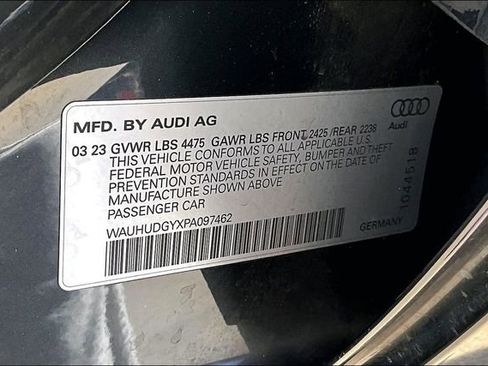 MFD. BY AUDI AG
Audi
03 23 GVWR LBS 4475 GAWR LBS FRONT 2425 /REAR 2238
THIS VEHICLE CONFORMS TO ALL APPLICABLE U.S.
FEDERAL MOTOR VEHICLE SAFETY, BUMPER AND THEFT
PREVENTION STANDARDS IN EFFECT ON THE DATE OF
MANUFACTURE SHOWN ABOVE
PASSENGER CAR
WAUHUDGYXPA097462
GERMANY
1044518